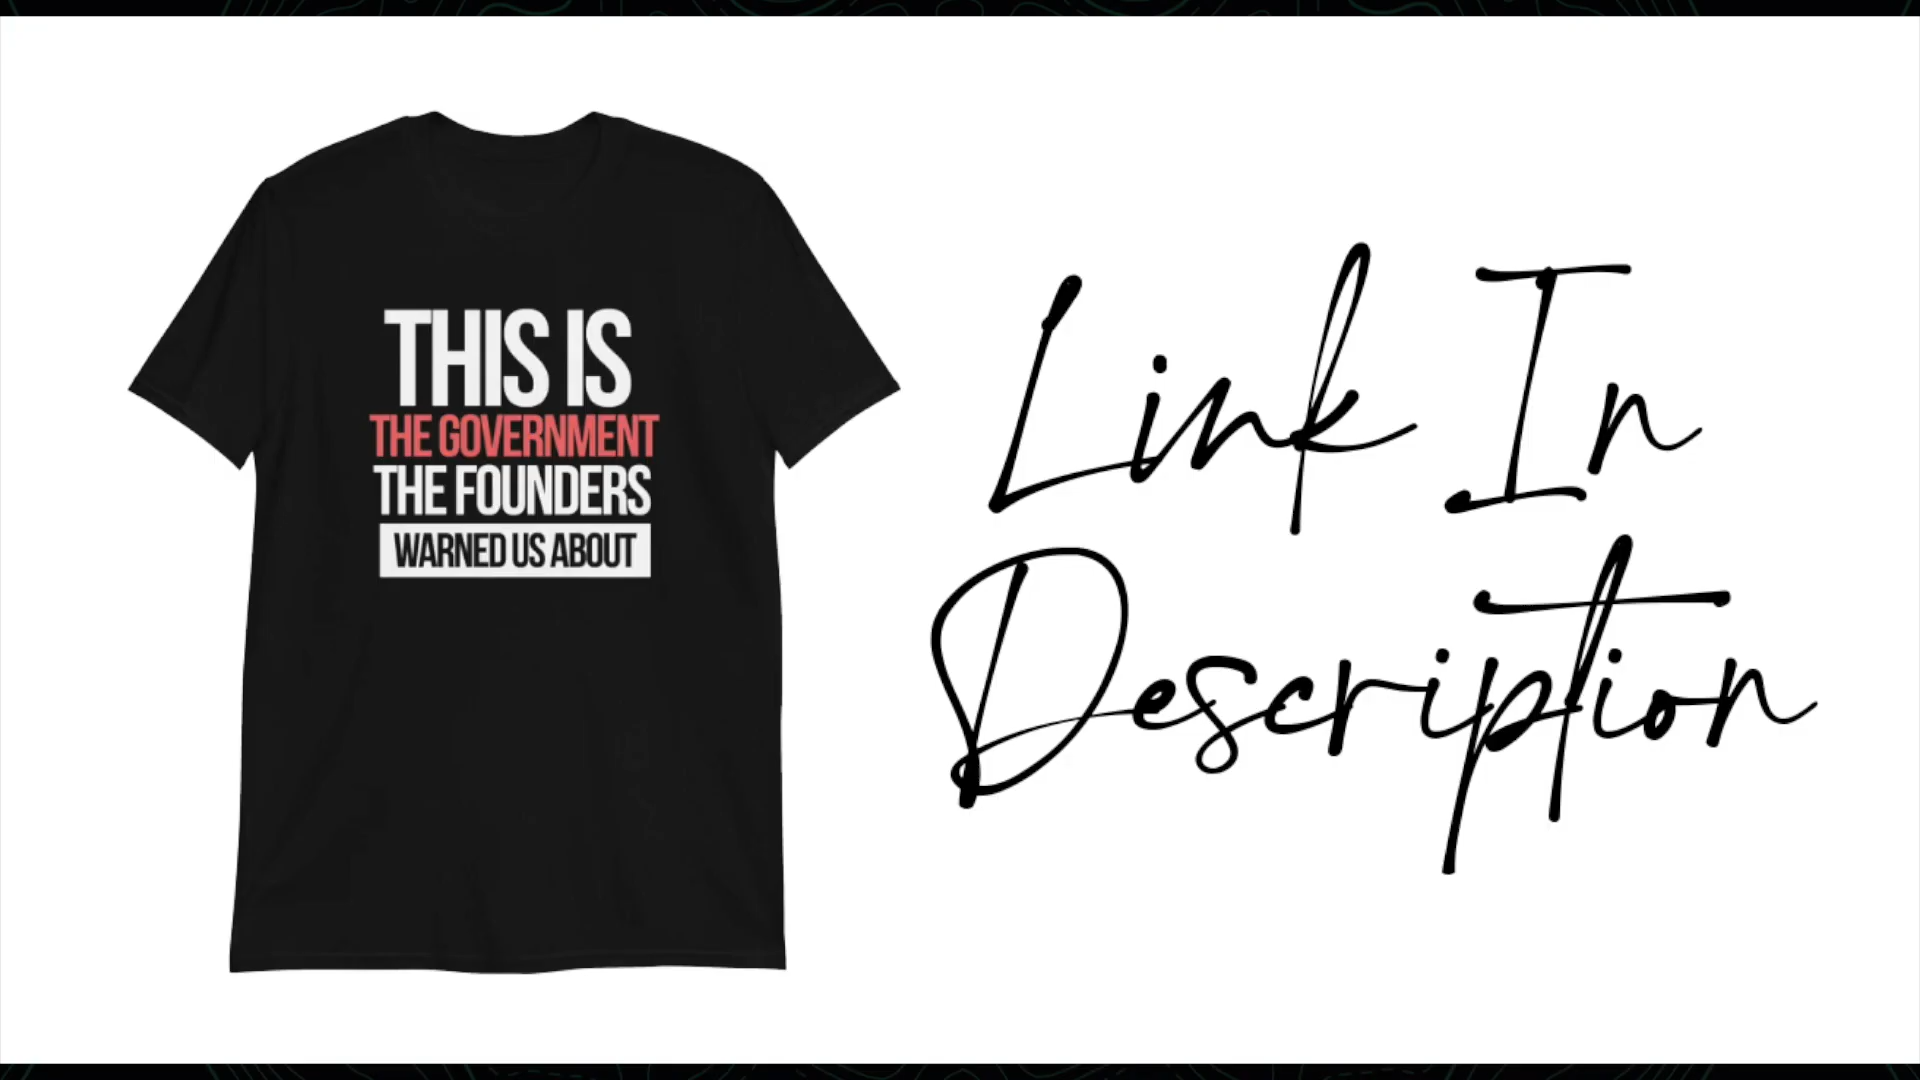 THIS IS
THE GOVERNMENT
THE FOUNDERS
WARNED US ABOUT
Link In
Description